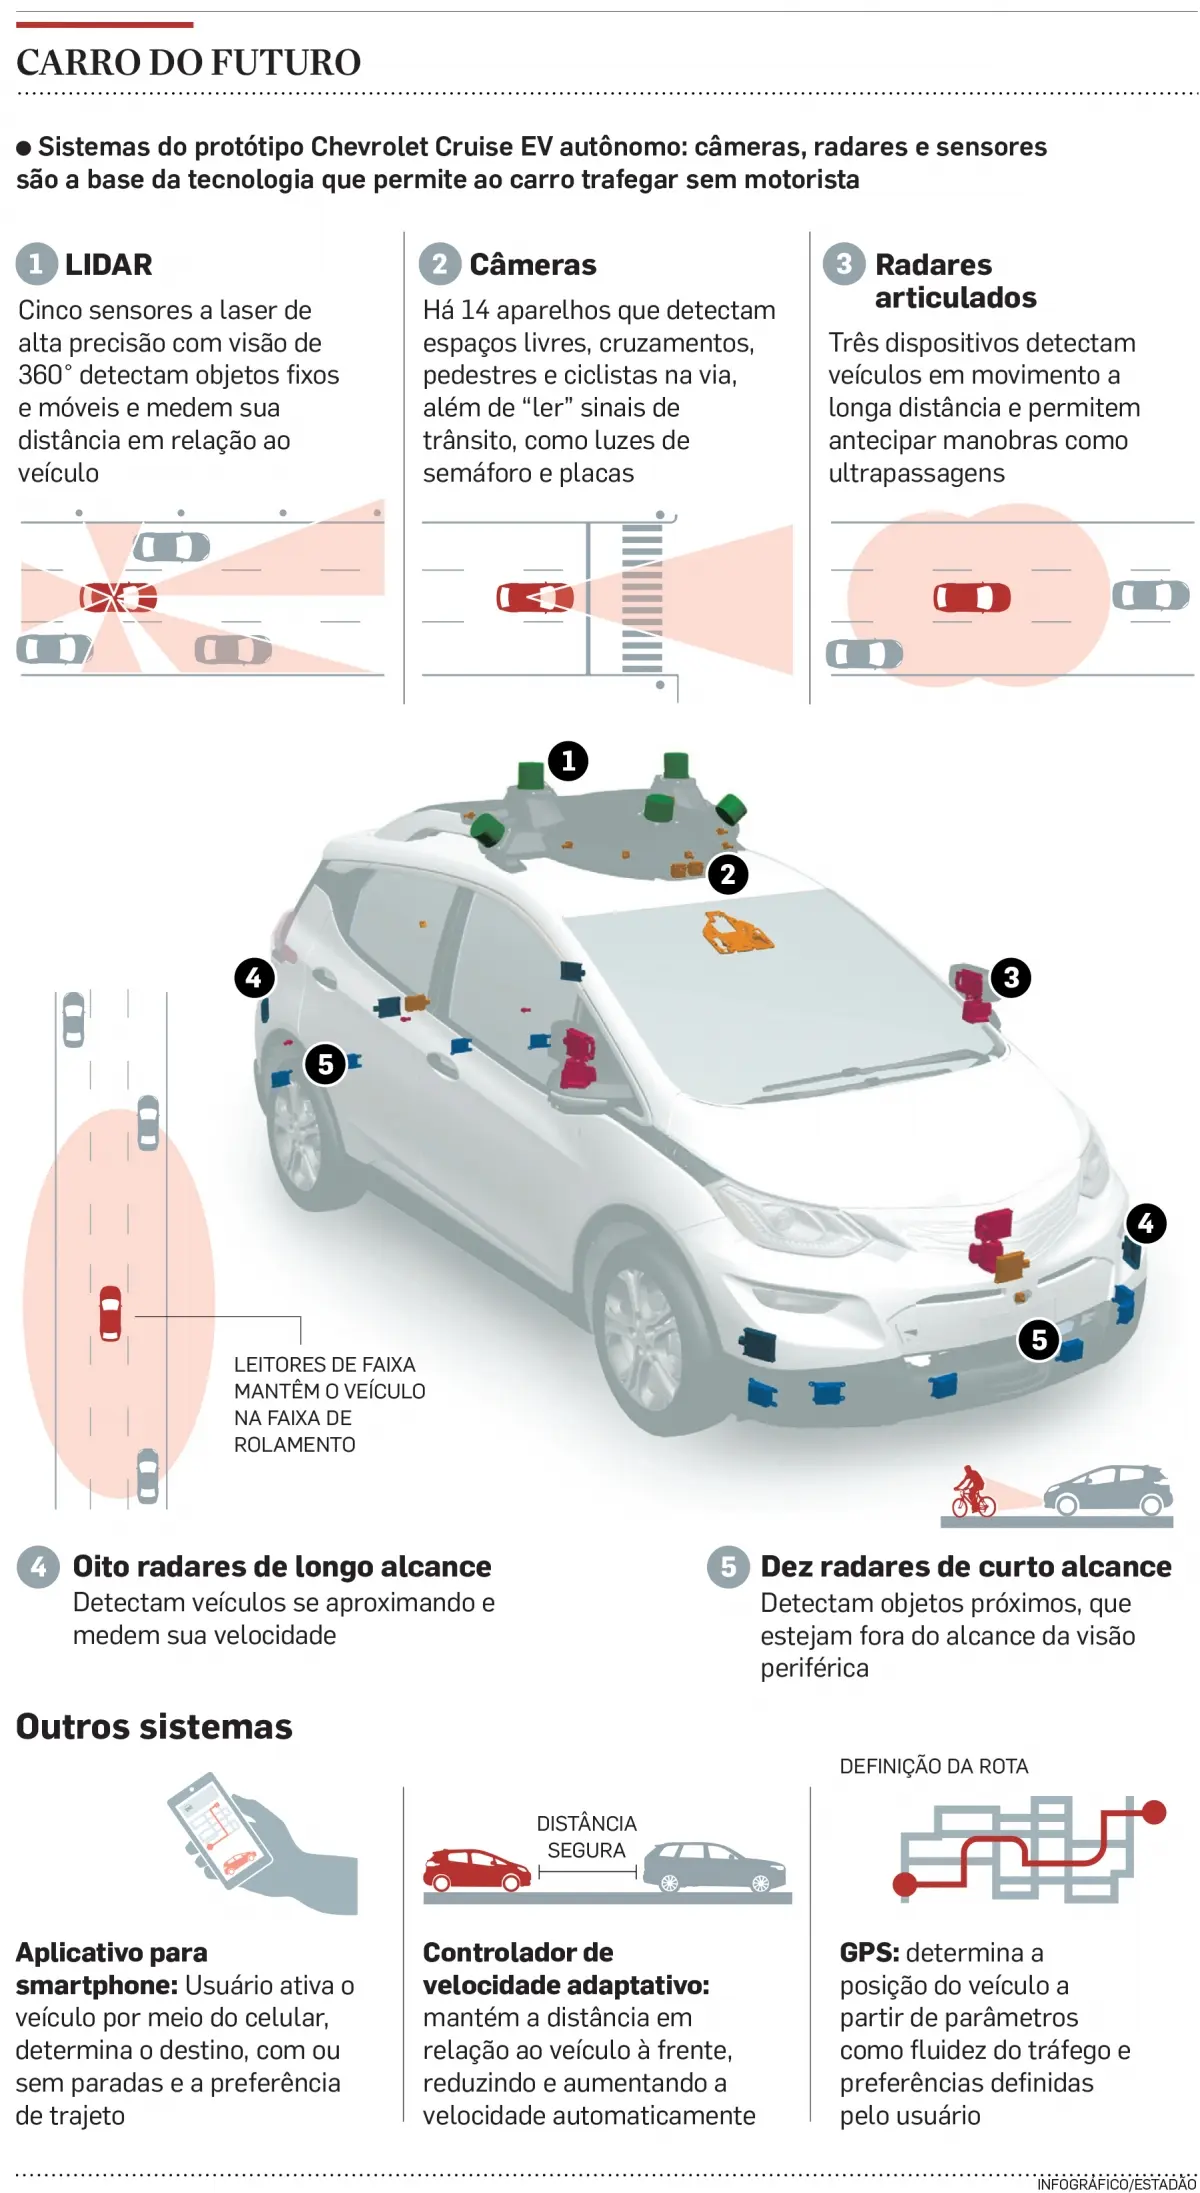 CARRO DO FUTURO
● Sistemas do protótipo Chevrolet Cruise EV autônomo: câmeras, radares e sensores
são a base da tecnologia que permite ao carro trafegar sem motorista
1 LIDAR
Cinco sensores a laser de
alta precisão com visão de
360° detectam objetos fixos
e móveis e medem sua
distância em relação ao
veículo
2 Câmeras
Há 14 aparelhos que detectam
espaços livres, cruzamentos,
pedestres e ciclistas na via,
além de “ler” sinais de
trânsito, como luzes de
semáforo e placas
3 Radares
articulados
Três dispositivos detectam
veículos em movimento a
longa distância e permitem
antecipar manobras como
ultrapassagens
1
2
3
4
5
4
5
LEITORES DE FAIXA
MANTÊM O VEÍCULO
NA FAIXA DE
ROLAMENTO
4 Oito radares de longo alcance
Detectam veículos se aproximando e
medem sua velocidade
5 Dez radares de curto alcance
Detectam objetos próximos, que
estejam fora do alcance da visão
periférica
Outros sistemas
Aplicativo para
smartphone: Usuário ativa o
veículo por meio do celular,
determina o destino, com ou
sem paradas e a preferência
de trajeto
DISTÂNCIA
SEGURA
Controlador de
velocidade adaptativo:
mantém a distância em
relação ao veículo à frente,
reduzindo e aumentando a
velocidade automaticamente
DEFINIÇÃO DA ROTA
GPS: determina a
posição do veículo a
partir de parâmetros
como fluidez do tráfego e
preferências definidas
pelo usuário
INFOGRÁFICO/ESTADÃO